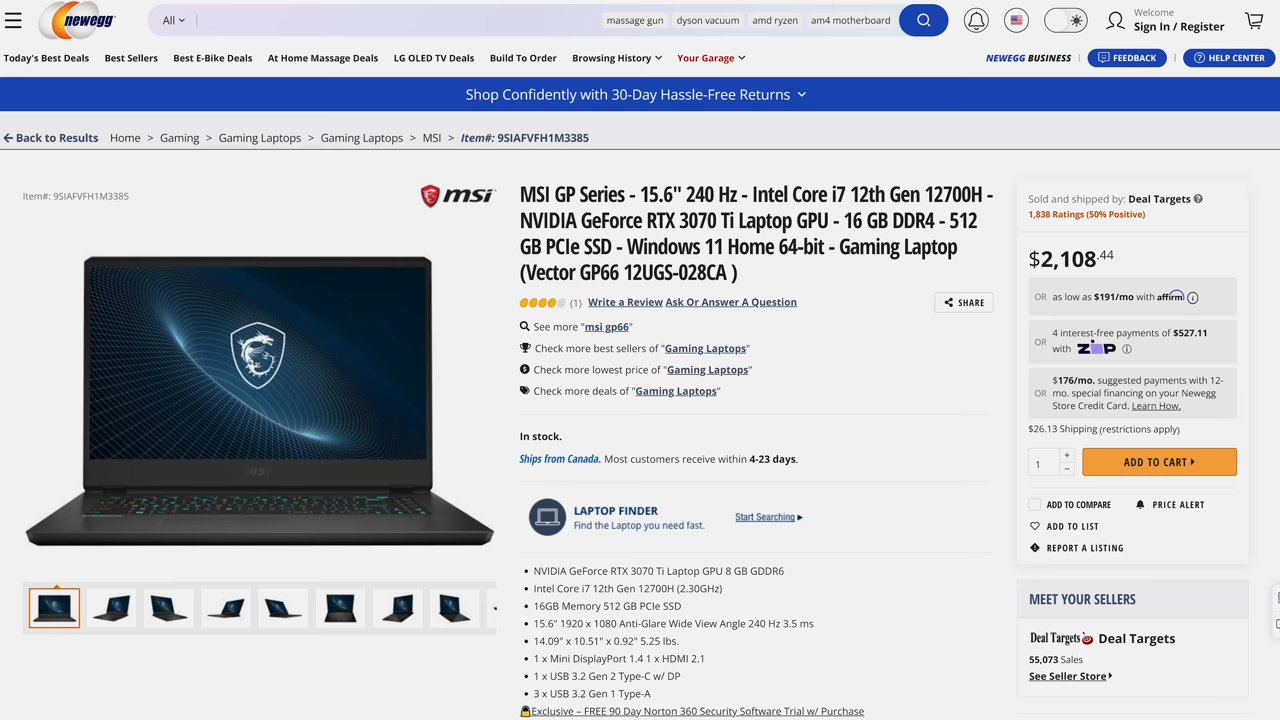 newegg
All
massage gun
dyson vacuum
amd ryzen
am4 motherboard
Welcome
Sign In / Register
Today's Best Deals
Best Sellers
Best E-Bike Deals
At Home Massage Deals
LG OLED TV Deals
Build To Order
Browsing History
Your Garage
NEWEGG BUSINESS
FEEDBACK
HELP CENTER
Shop Confidently with 30-Day Hassle-Free Returns
Back to Results
Home > Gaming > Gaming Laptops > Gaming Laptops > MSI > Item#: 9SIAFVFH1M3385
Item#: 9SIAFVFH1M3385
msi
MSI GP Series - 15.6" 240 Hz - Intel Core i7 12th Gen 12700H -
NVIDIA GeForce RTX 3070 Ti Laptop GPU - 16 GB DDR4 - 512
GB PCIe SSD - Windows 11 Home 64-bit - Gaming Laptop
(Vector GP66 12UGS-028CA )
(1) Write a Review Ask Or Answer A Question
SHARE
See more "msi gp66"
Check more best sellers of "Gaming Laptops"
Check more lowest price of "Gaming Laptops"
Check more deals of "Gaming Laptops"
In stock.
Ships from Canada. Most customers receive within 4-23 days.
LAPTOP FINDER
Find the Laptop you need fast.
Start Searching
• NVIDIA GeForce RTX 3070 Ti Laptop GPU 8 GB GDDR6
• Intel Core i7 12th Gen 12700H (2.30GHz)
• 16GB Memory 512 GB PCIe SSD
• 15.6" 1920 x 1080 Anti-Glare Wide View Angle 240 Hz 3.5 ms
• 14.09" x 10.51" x 0.92" 5.25 lbs.
• 1 x Mini DisplayPort 1.4 1 x HDMI 2.1
• 1 x USB 3.2 Gen 2 Type-C w/ DP
• 3 x USB 3.2 Gen 1 Type-A
Exclusive – FREE 90 Day Norton 360 Security Software Trial w/ Purchase
Sold and shipped by: Deal Targets
1,838 Ratings (50% Positive)
$2,108.44
OR as low as $191/mo with affirm
OR 4 interest-free payments of $527.11
with ZIP
OR $176/mo. suggested payments with 12-
mo. special financing on your Newegg
Store Credit Card. Learn How.
$26.13 Shipping (restrictions apply)
1
+
−
ADD TO CART
ADD TO COMPARE
PRICE ALERT
ADD TO LIST
REPORT A LISTING
MEET YOUR SELLERS
Deal Targets Deal Targets
55,073 Sales
See Seller Store
MSI